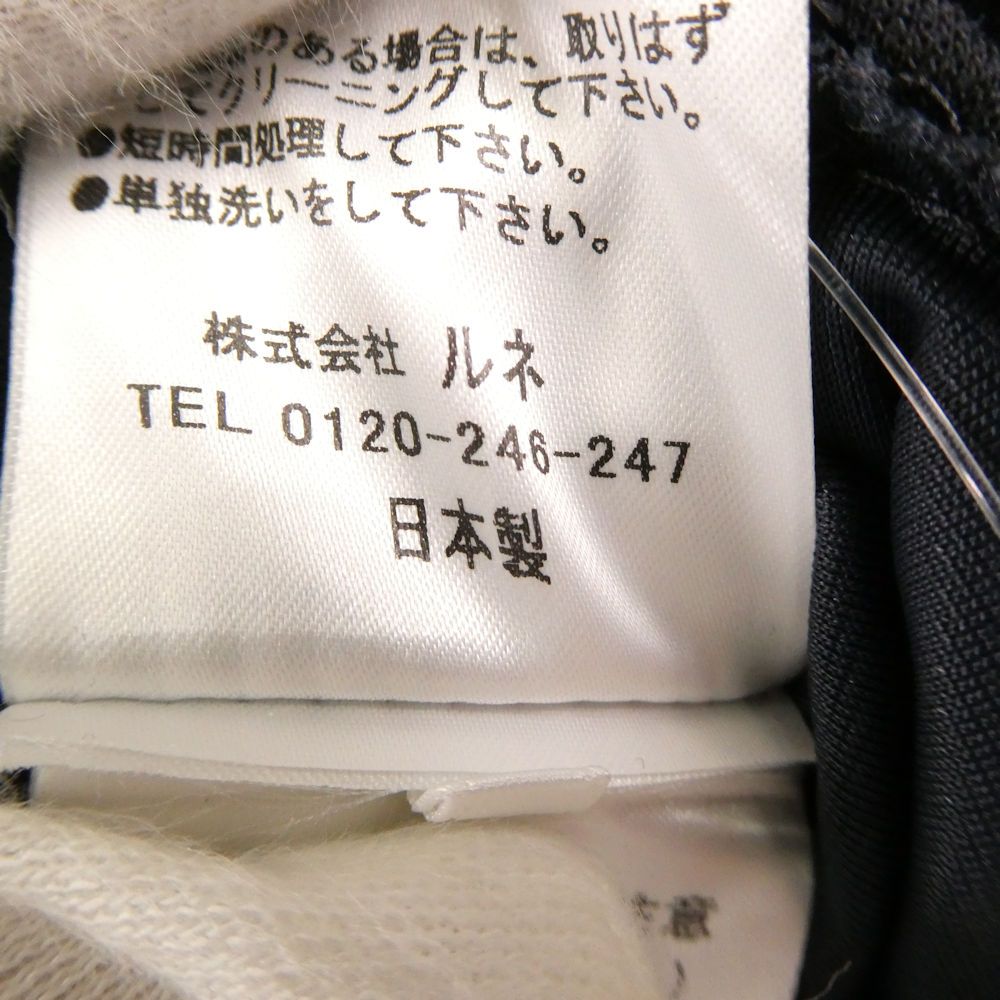 のある場合は、取りはず
してクリーニングして下さい。
●短時間処理して下さい。
●単独洗いをして下さい。
株式会社 ルネ
TEL 0120-246-247
日本製